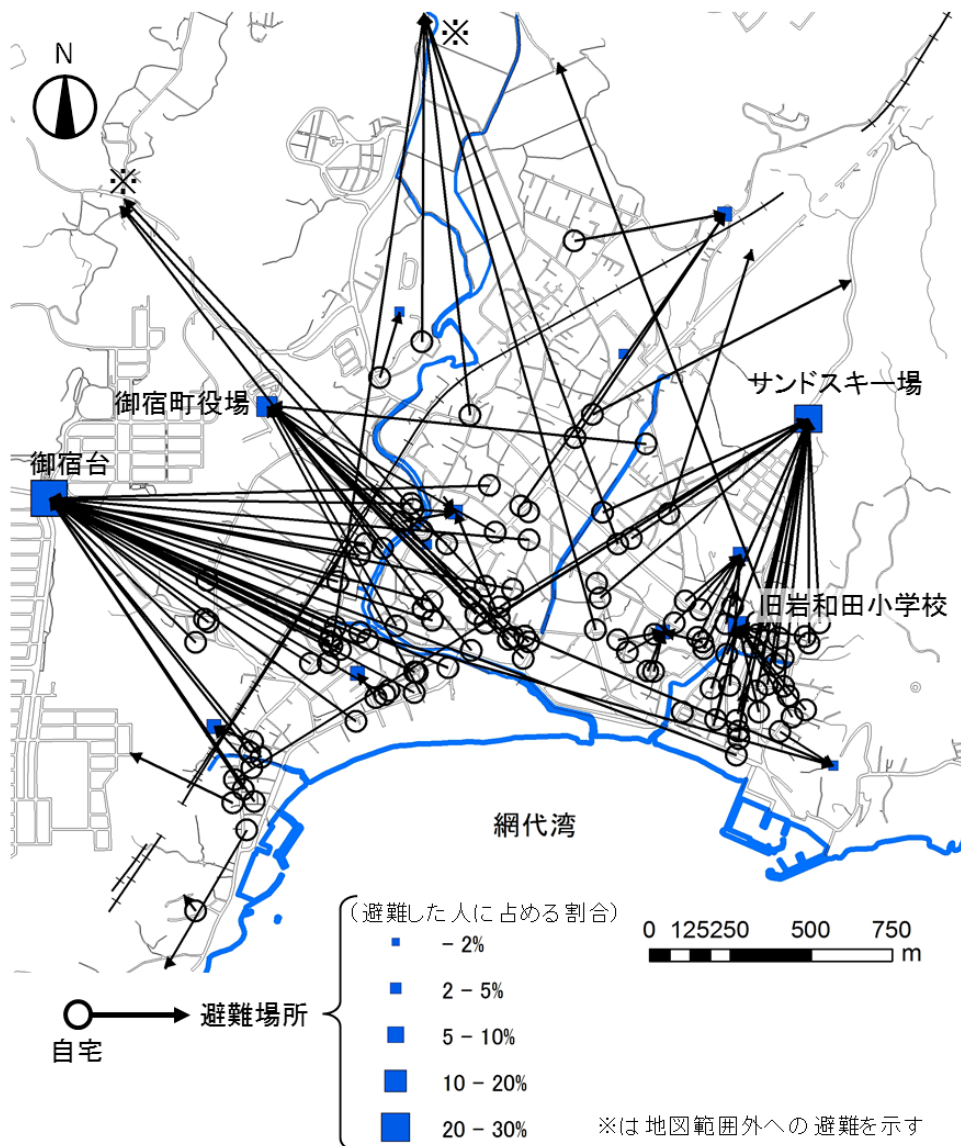 ※
N
※
サンドスキー場
御宿町役場
御宿台
旧岩和田小学校
網代湾
(避難した人に占める割合)
- 2%
2 - 5%
5 - 10%
10 - 20%
20 - 30%
0 125250 500 750
m
避難場所
自宅
※は地図範囲外への避難を示す